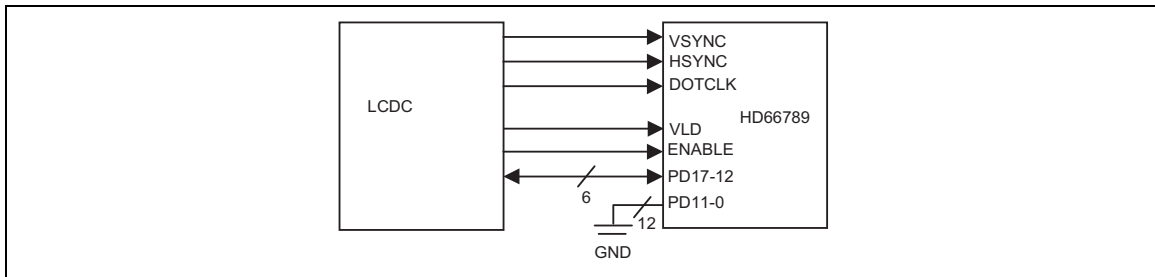 VSYNC
HSYNC
DOTCLK
LCDC
HD66789
VLD
ENABLE
PD17-12
6
PD11-0
12
GND